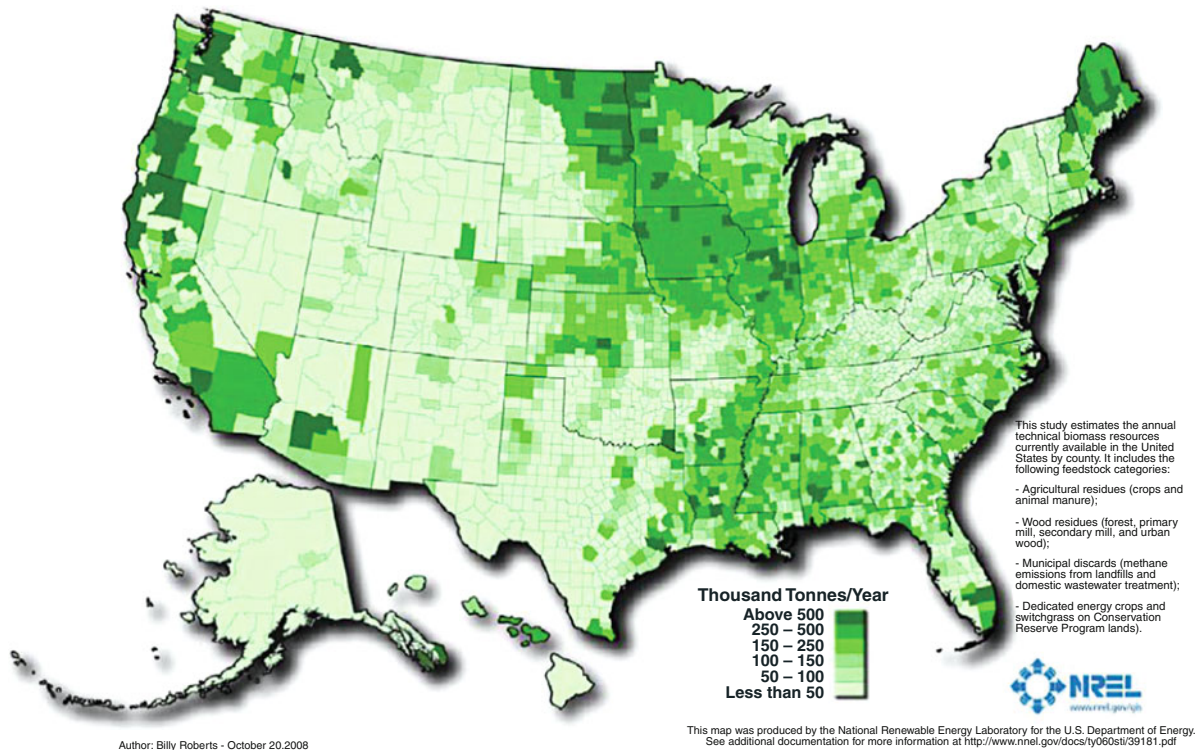 This study estimates the annual
technical biomass resources
currently available in the United
States by county. It includes the
following feedstock categories:
- Agricultural residues (crops and
animal manure);
- Wood residues (forest, primary
mill, secondary mill, and urban
wood);
- Municipal discards (methane
emissions from landfills and
domestic wastewater treatment);
- Dedicated energy crops and
switchgrass on Conservation
Reserve Program lands).
Thousand Tonnes/Year
Above 500
250 – 500
150 – 250
100 – 150
50 – 100
Less than 50
NREL
www.nrel.gov/gis
Author: Billy Roberts - October 20.2008
This map was produced by the National Renewable Energy Laboratory for the U.S. Department of Energy.
See additional documentation for more information at http://www.nnel.gov/docs/ty060sti/39181.pdf